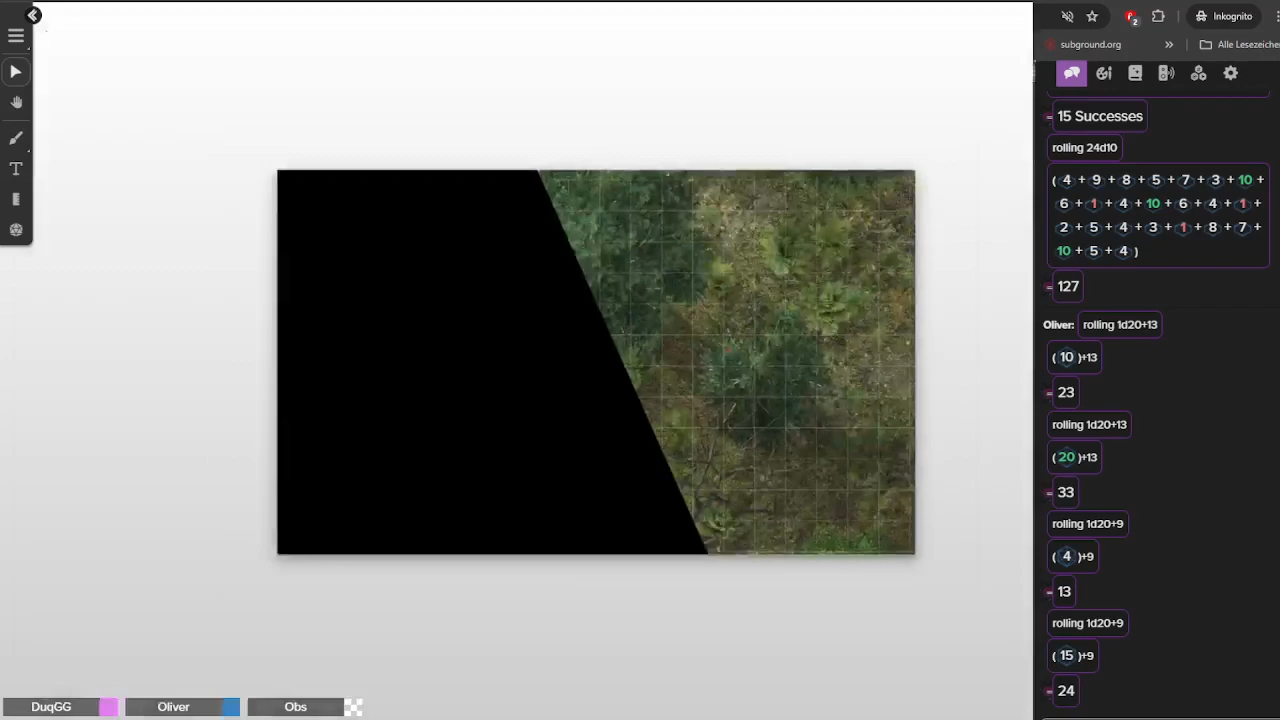 2
Inkognito
subground.org
»
Alle Lesezeichen
= 15 Successes
rolling 24d10
(4 + 9 + 8 + 5 + 7 + 3 + 10 +
6 + 1 + 4 + 10 + 6 + 4 + 1 +
2 + 5 + 4 + 3 + 1 + 8 + 7 +
10 + 5 + 4)
= 127
Oliver: rolling 1d20+13
(10)+13
= 23
rolling 1d20+13
(20)+13
= 33
rolling 1d20+9
(4)+9
= 13
rolling 1d20+9
(15)+9
= 24
DuqGG
Oliver
Obs